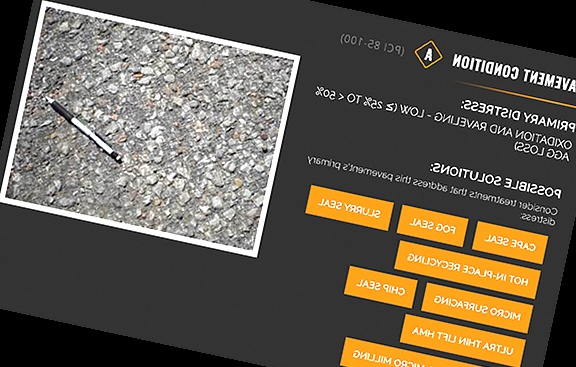 AVEMENT CONDITION A (PCI 85-100)
PRIMARY DISTRESS:
OXIDATION AND RAVELING - LOW (≥ 25% TO < 50%
AGG LOSS)
POSSIBLE SOLUTIONS:
Consider treatments that address this pavement's primary
distress:
CAPE SEAL FOG SEAL SLURRY SEAL
HOT IN-PLACE RECYCLING
MICRO SURFACING CHIP SEAL
ULTRA THIN LIFT HMA
MICRO MILLING